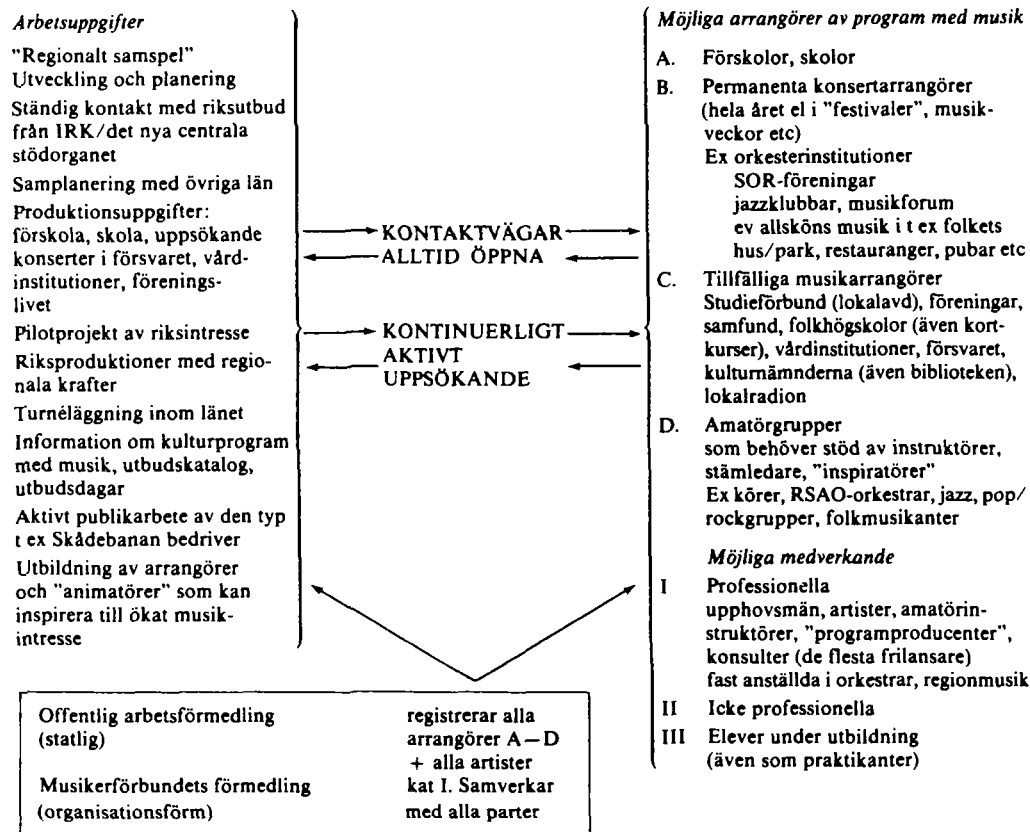 Arbetsuppgifter
"Regionalt samspel"
Utveckling och planering
Ständig kontakt med riksutbud
från IRK/det nya centrala
stödorganet
Samplanering med övriga län
Produktionsuppgifter:
förskola, skola, uppsökande
konserter i försvaret, vård-
institutioner, förenings-
livet
Pilotprojekt av riksintresse
Riksproduktioner med regio-
nala krafter
Turnéläggning inom länet
Information om kulturprogram
med musik, utbudskatalog,
utbudsdagar
Aktivt publikarbete av den typ
t ex Skådebanan bedriver
Utbildning av arrangörer
och "animatörer" som kan
inspirera till ökat musik-
intresse
KONTAKTVÄGAR
ALLTID ÖPPNA
KONTINUERLIGT
AKTIVT
UPPSÖKANDE
Möjliga arrangörer av program med musik
A. Förskolor, skolor
B. Permanenta konsertarrangörer
(hela året el i "festivaler", musik-
veckor etc)
Ex orkesterinstitutioner
SOR-föreningar
jazzklubbar, musikforum
ev allsköns musik i t ex folkets
hus/park, restauranger, pubar etc
C. Tillfälliga musikarrangörer
Studieförbund (lokalavd), föreningar,
samfund, folkhögskolor (även kort-
kurser), vårdinstitutioner, försvaret,
kulturnämnderna (även biblioteken),
lokalradion
D. Amatörgrupper
som behöver stöd av instruktörer,
stämledare, "inspiratörer"
Ex körer, RSAO-orkestrar, jazz, pop/
rockgrupper, folkmusikanter
Möjliga medverkande
I Professionella
upphovsmän, artister, amatörin-
struktörer, "programproducenter",
konsulter (de flesta frilansare)
fast anställda i orkestrar, regionmusik
II Icke professionella
III Elever under utbildning
(även som praktikanter)
Offentlig arbetsförmedling registrerar alla
(statlig) arrangörer A–D
+ alla artister
Musikerförbundets förmedling kat I. Samverkar
(organisationsförm) med alla parter